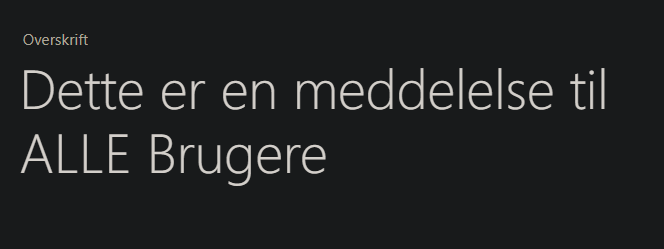 Overskrift
Dette er en meddelelse til
ALLE Brugere